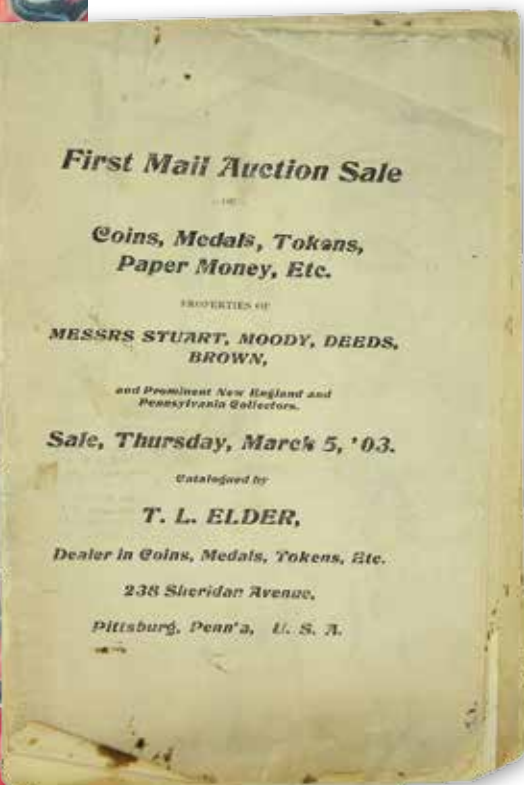 First Mail Auction Sale
OF
Coins, Medals, Tokens,
Paper Money, Etc.
PROPERTIES OF
MESSRS STUART, MOODY, DEEDS,
BROWN,
and Prominent New England and
Pennsylvania Collectors.
Sale, Thursday, March 5, '03.
Catalogued by
T. L. ELDER,
Dealer in Coins, Medals, Tokens, Etc.
238 Sheridan Avenue,
Pittsburg, Penn'a, U. S. A.